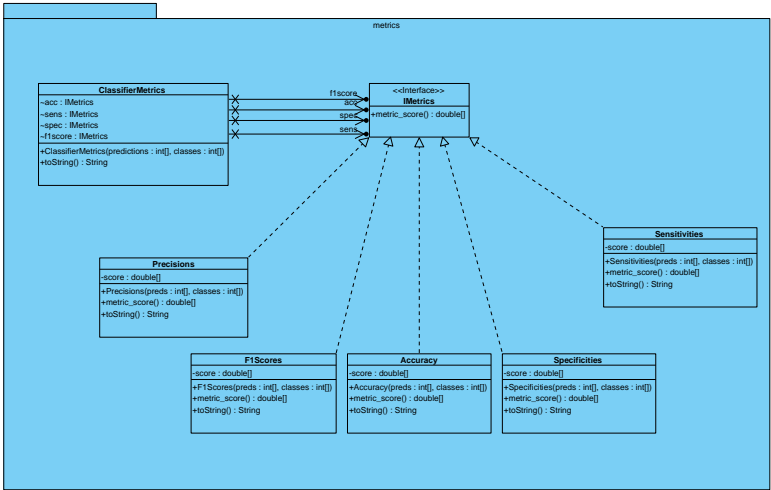 metrics
ClassifierMetrics
~acc : IMetrics
~sens : IMetrics
~spec : IMetrics
~f1score : IMetrics
+ClassifierMetrics(predictions : int[], classes : int[])
+toString() : String
f1score
acc
spec
sens
<<Interface>>
IMetrics
+metric_score() : double[]
Sensitivities
-score : double[]
+Sensitivities(preds : int[], classes : int[])
+metric_score() : double[]
+toString() : String
Precisions
-score : double[]
+Precisions(preds : int[], classes : int[])
+metric_score() : double[]
+toString() : String
F1Scores
-score : double[]
+F1Scores(preds : int[], classes : int[])
+metric_score() : double[]
+toString() : String
Accuracy
-score : double[]
+Accuracy(preds : int[], classes : int[])
+metric_score() : double[]
+toString() : String
Specificities
-score : double[]
+Specificities(preds : int[], classes : int[])
+metric_score() : double[]
+toString() : String